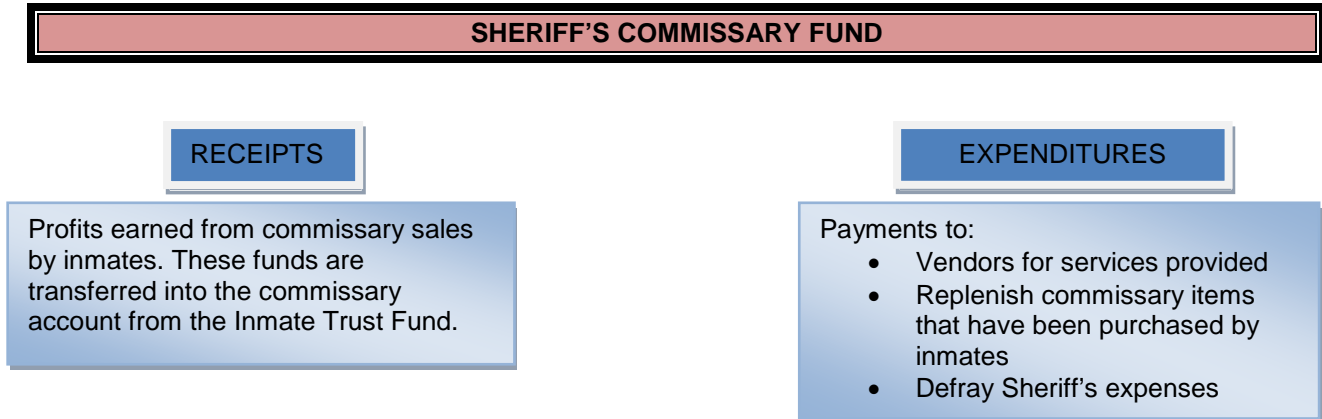 SHERIFF'S COMMISSARY FUND
RECEIPTS
Profits earned from commissary sales
by inmates. These funds are
transferred into the commissary
account from the Inmate Trust Fund.
EXPENDITURES
Payments to:
• Vendors for services provided
• Replenish commissary items
that have been purchased by
inmates
• Defray Sheriff's expenses